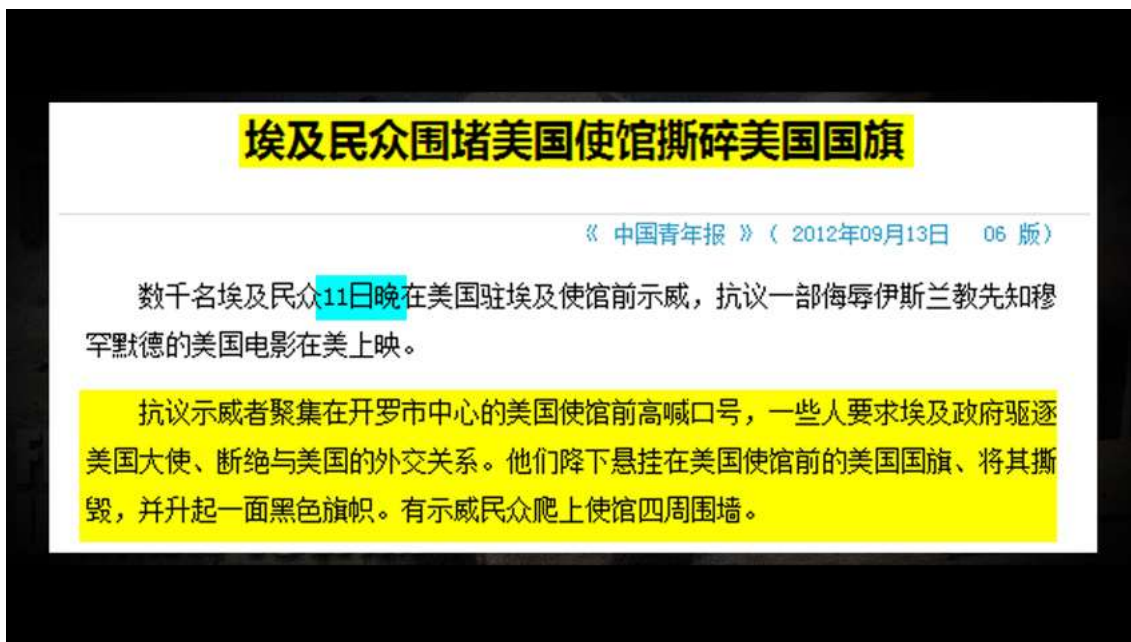 埃及民众围堵美国使馆撕碎美国国旗
《 中国青年报 》（ 2012年09月13日 06 版）
数千名埃及民众11日晚在美国驻埃及使馆前示威，抗议一部侮辱伊斯兰教先知穆
罕默德的美国电影在美上映。
抗议示威者聚集在开罗市中心的美国使馆前高喊口号，一些人要求埃及政府驱逐
美国大使、断绝与美国的外交关系。他们降下悬挂在美国使馆前的美国国旗、将其撕
毁，并升起一面黑色旗帜。有示威民众爬上使馆四周围墙。